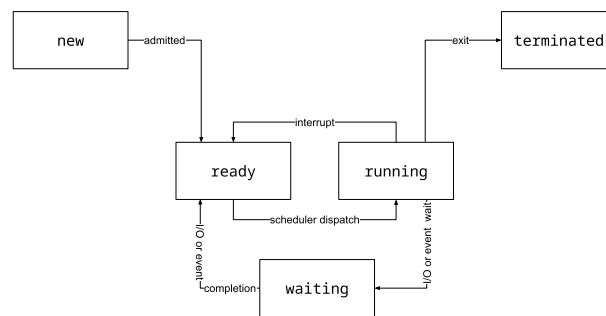 new
admitted
exit
terminated
interrupt
ready
running
scheduler dispatch
I/O or event
completion
I/O or event wait
waiting